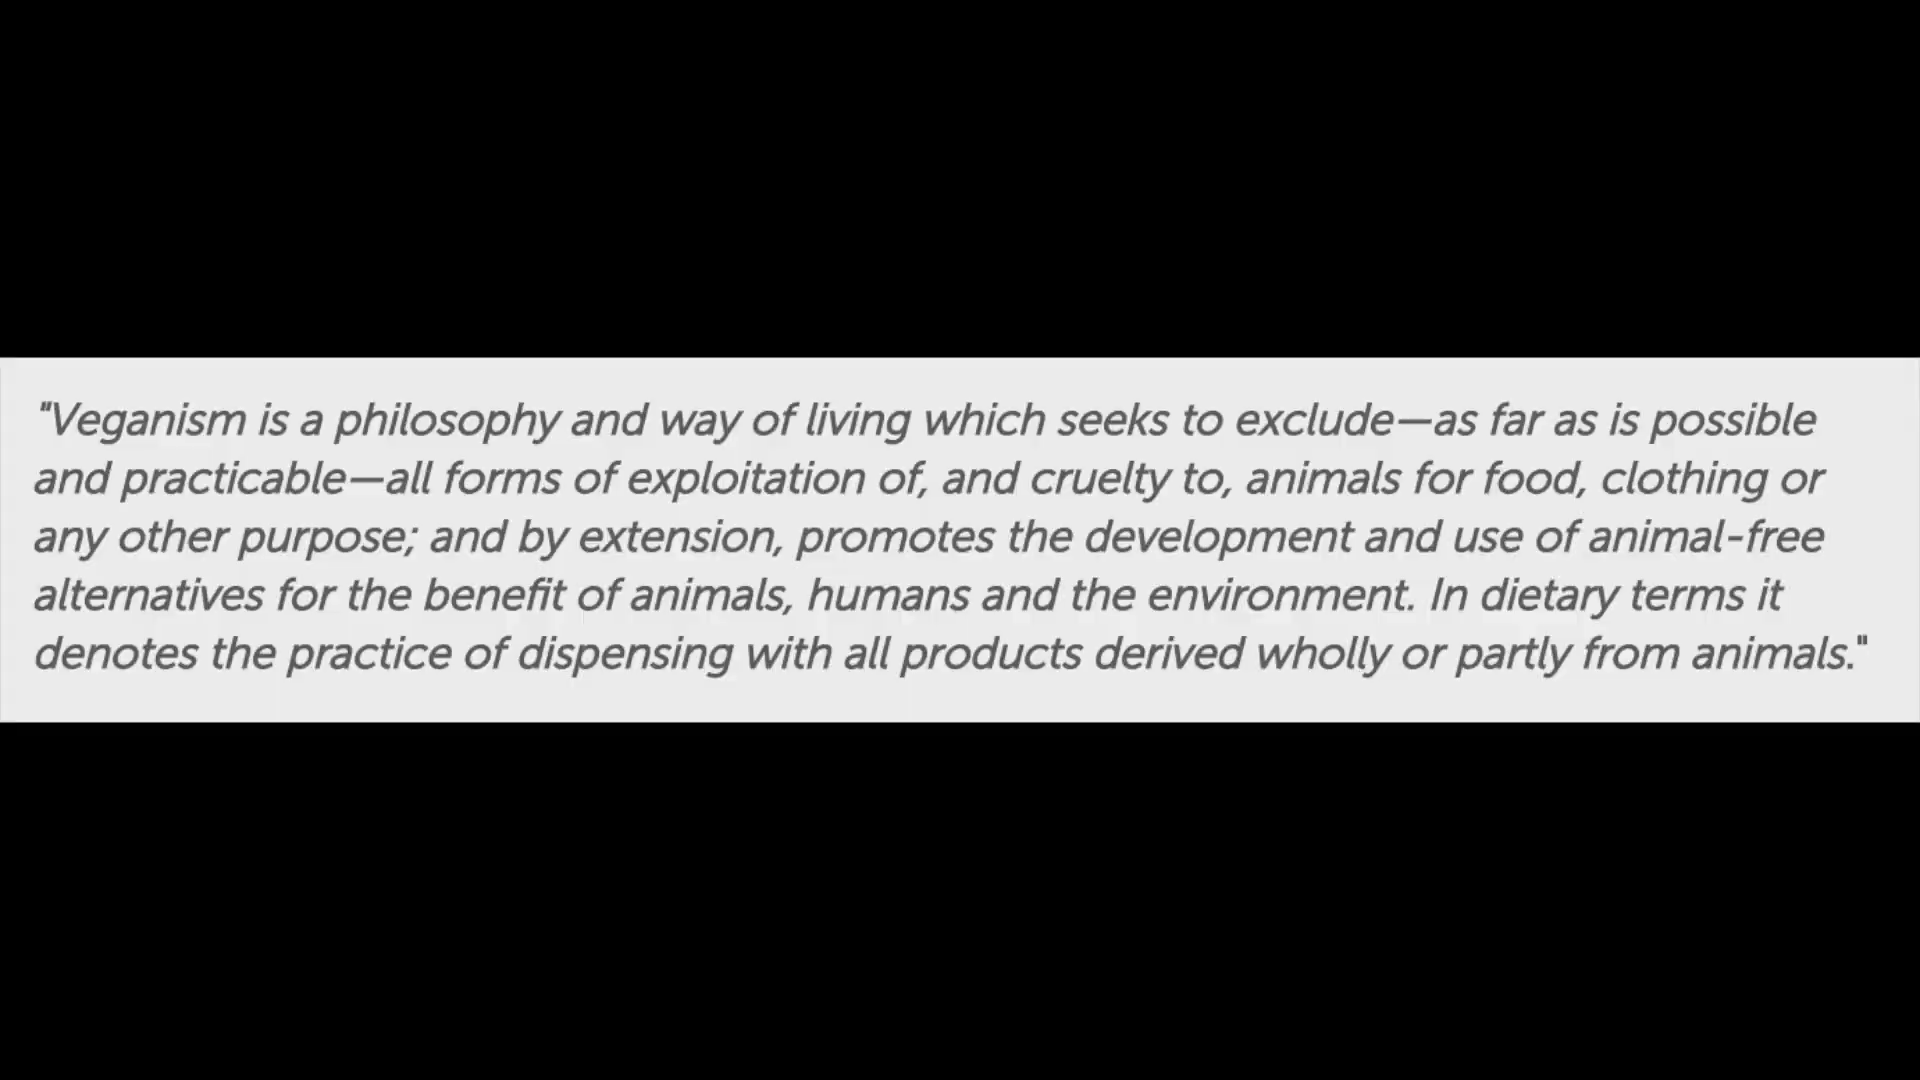 "Veganism is a philosophy and way of living which seeks to exclude—as far as is possible
and practicable—all forms of exploitation of, and cruelty to, animals for food, clothing or
any other purpose; and by extension, promotes the development and use of animal-free
alternatives for the benefit of animals, humans and the environment. In dietary terms it
denotes the practice of dispensing with all products derived wholly or partly from animals."